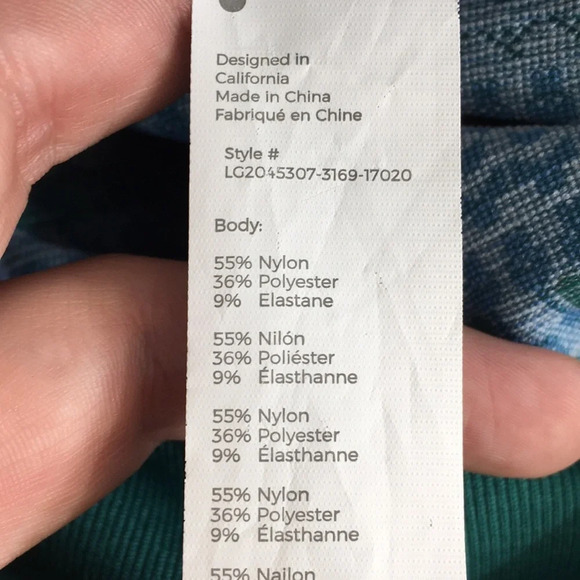 Designed in
California
Made in China
Fabriqué en Chine
Style #
LG2045307-3169-17020
Body:
55% Nylon
36% Polyester
9% Elastane
55% Nilón
36% Poliéster
9% Élasthanne
55% Nylon
36% Polyester
9% Élasthanne
55% Nylon
36% Polyester
9% Élasthanne
55% Nailon